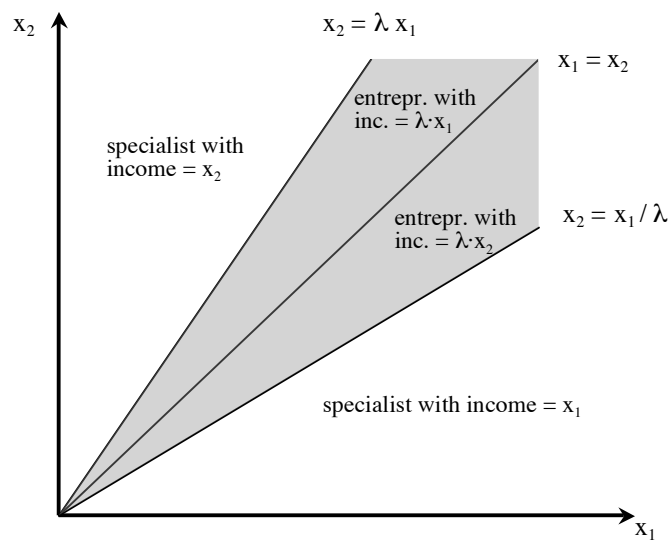 x₂
x₂ = λ x₁
x₁ = x₂
entrepr. with
inc. = λ·x₁
specialist with
income = x₂
entrepr. with
inc. = λ·x₂
x₂ = x₁ / λ
specialist with income = x₁
x₁